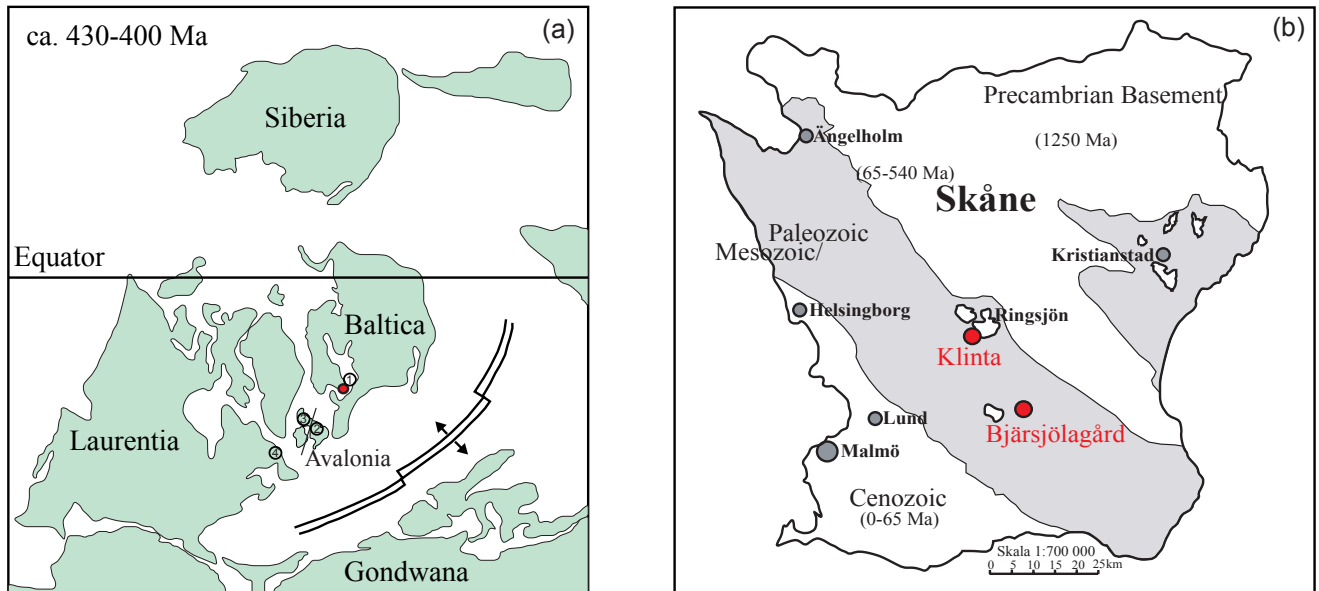 ca. 430-400 Ma
(a)
Siberia
Equator
Baltica
1
3
2
Laurentia
4
Avalonia
Gondwana
(b)
Precambrian Basement
(1250 Ma)
Ängelholm
(65-540 Ma)
Skåne
Paleozoic
Mesozoic/
Kristianstad
Helsingborg
Ringsjön
Klinta
Lund
Bjärsjölagård
Malmö
Cenozoic
(0-65 Ma)
Skala 1:700 000
0 5 10 15 20 25km